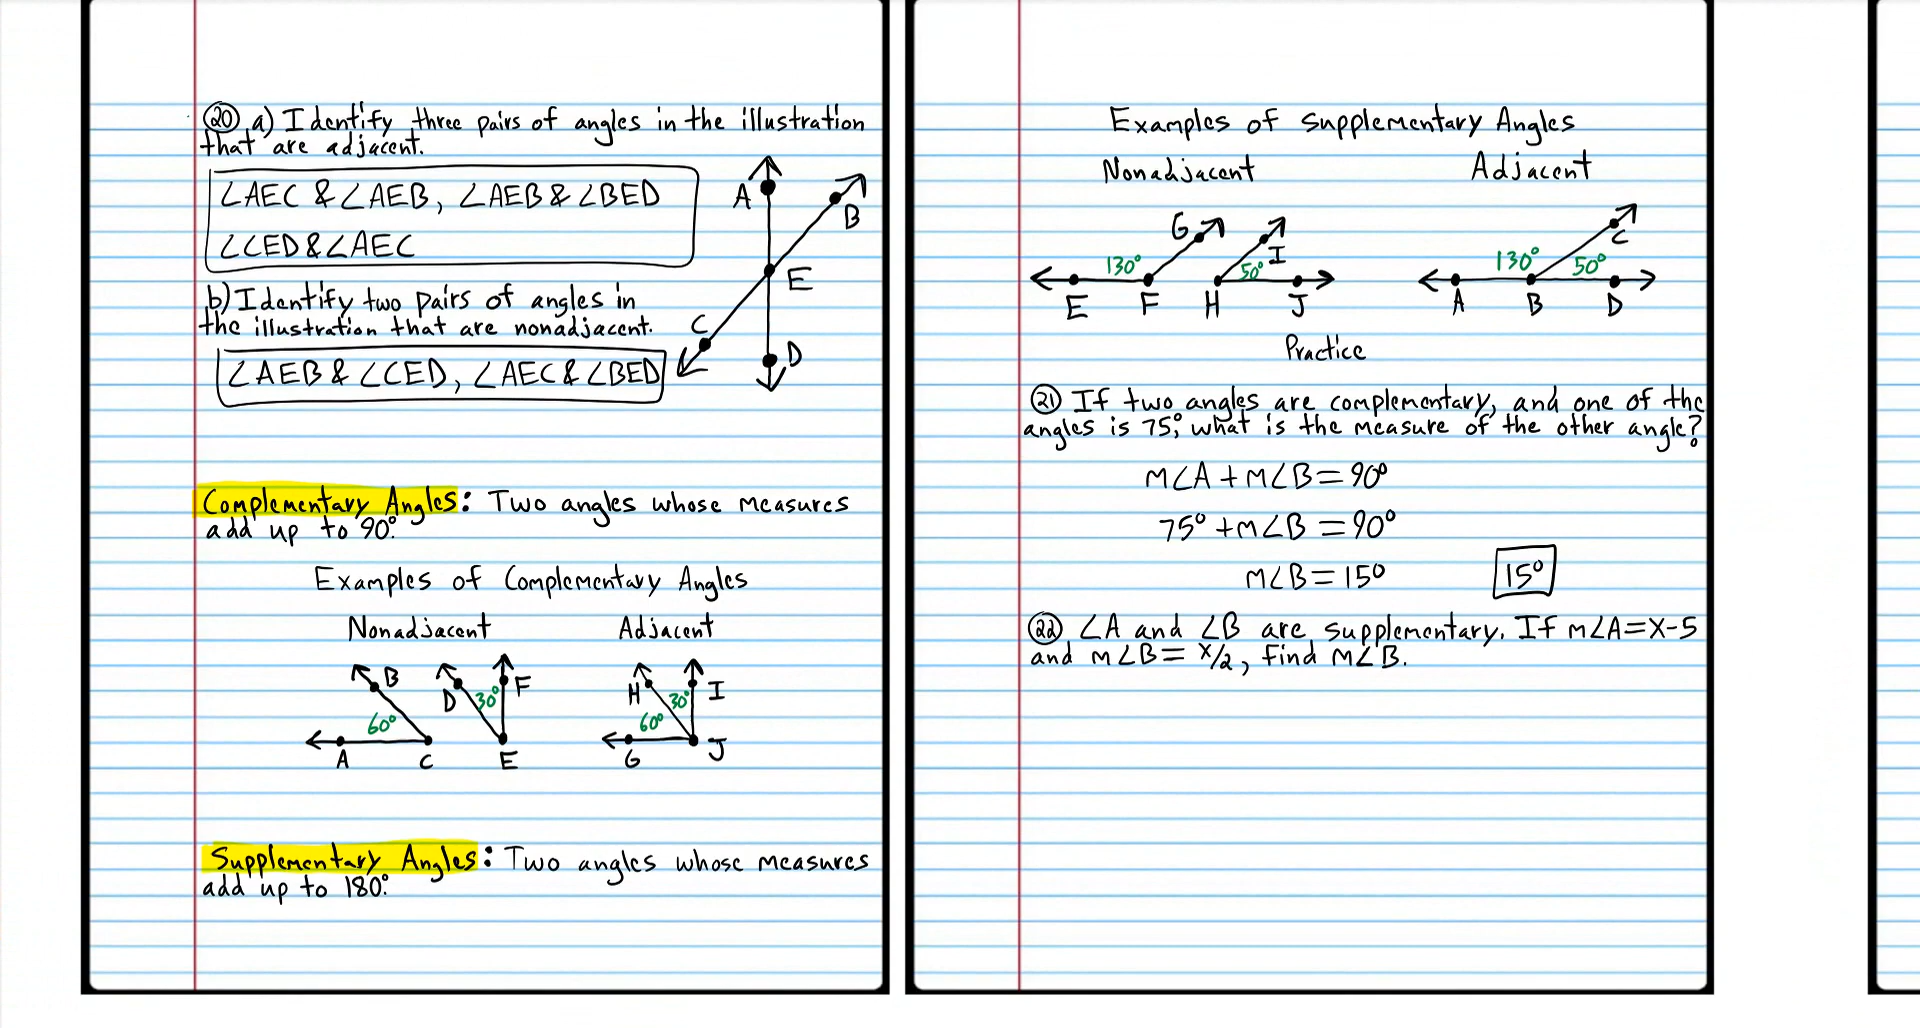 20 a) Identify three pairs of angles in the illustration
that are adjacent.
∠AEC & ∠AEB, ∠AEB & ∠BED
∠CED & ∠AEC
A
B
E
C
D
b) Identify two pairs of angles in
the illustration that are nonadjacent.
∠AEB & ∠CED, ∠AEC & ∠BED
Complementary Angles: Two angles whose measures
add up to 90°.
Examples of Complementary Angles
Nonadjacent Adjacent
B D 30° F H 30° I
60° 60°
A C E G J
Supplementary Angles: Two angles whose measures
add up to 180°.
Examples of Supplementary Angles
Nonadjacent Adjacent
G I C
130° 50° 130° 50°
E F H J A B D
Practice
21 If two angles are complementary, and one of the
angles is 75°, what is the measure of the other angle?
m∠A + m∠B = 90°
75° + m∠B = 90°
m∠B = 15° 15°
22 ∠A and ∠B are supplementary. If m∠A = x-5
and m∠B = x/2, find m∠B.